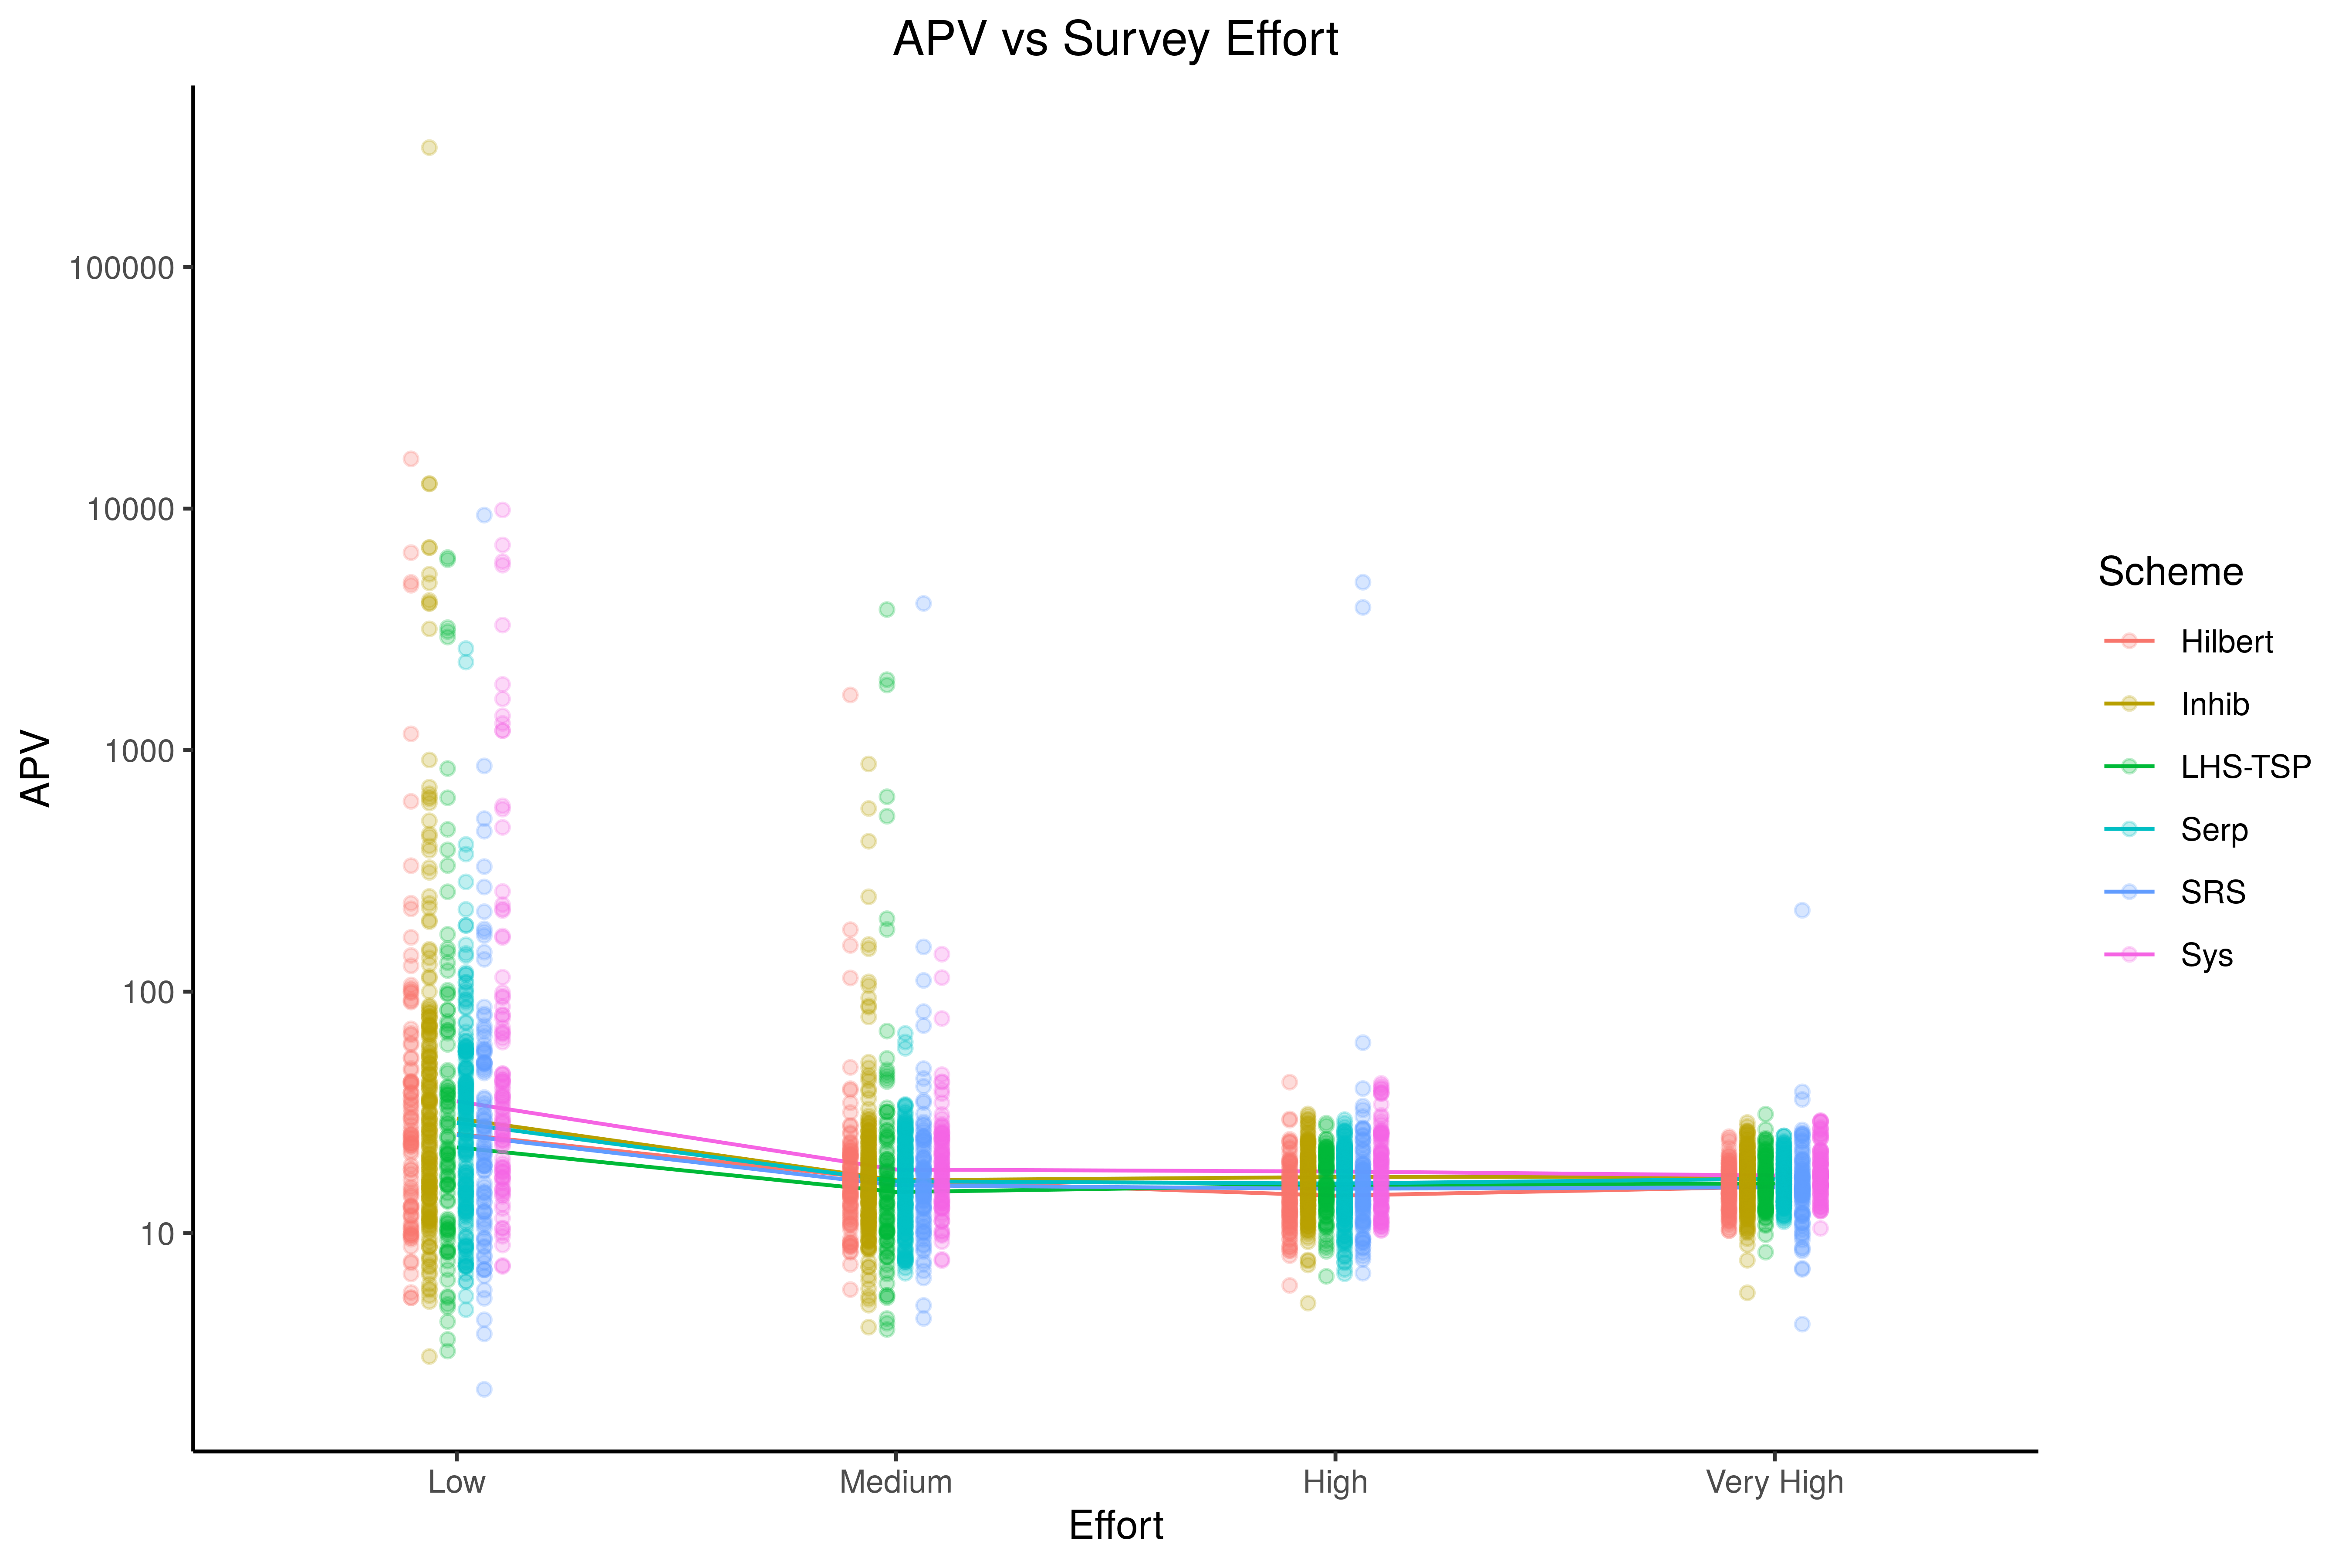 APV vs Survey Effort
APV
100000
10000
1000
100
10
Low
Medium
High
Very High
Effort
Scheme
Hilbert
Inhib
LHS-TSP
Serp
SRS
Sys